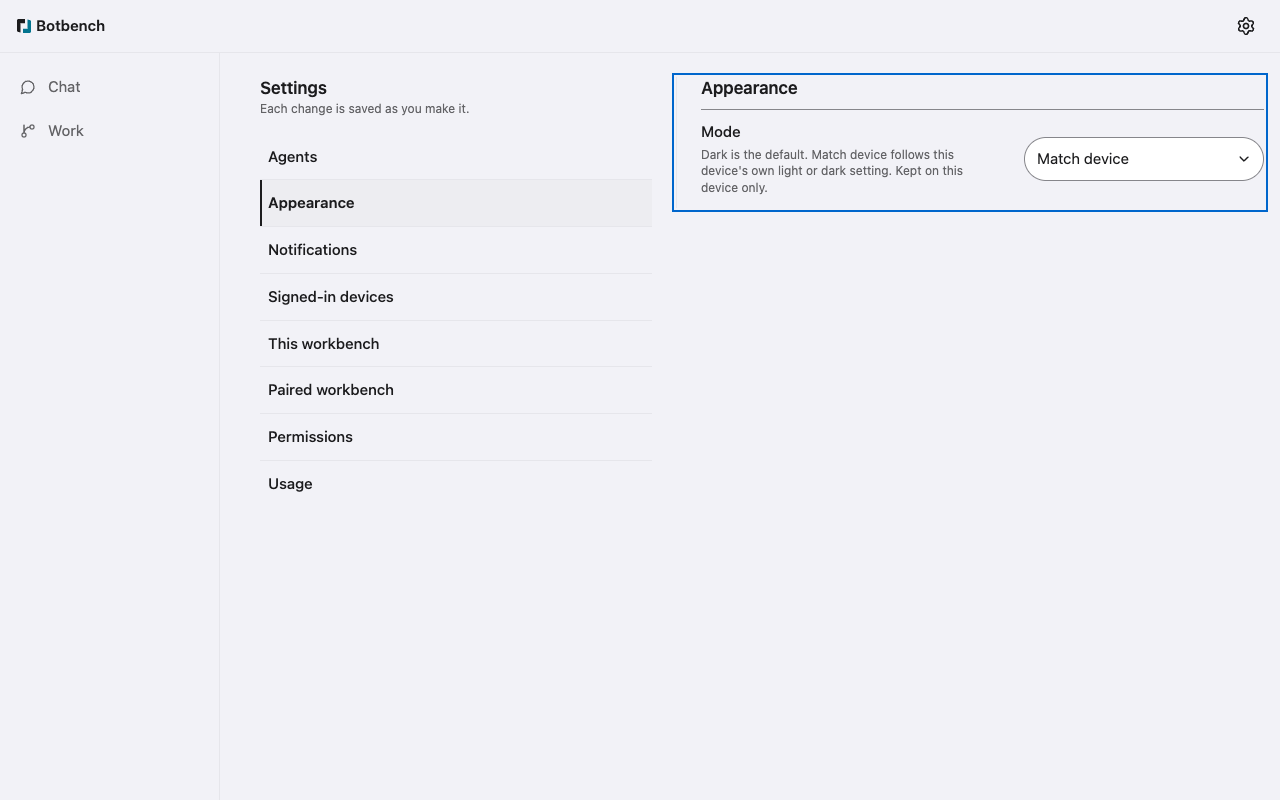 Botbench
Chat
Work
Settings
Each change is saved as you make it.
Agents
Appearance
Notifications
Signed-in devices
This workbench
Paired workbench
Permissions
Usage
Appearance
Mode
Dark is the default. Match device follows this
device's own light or dark setting. Kept on this
device only.
Match device